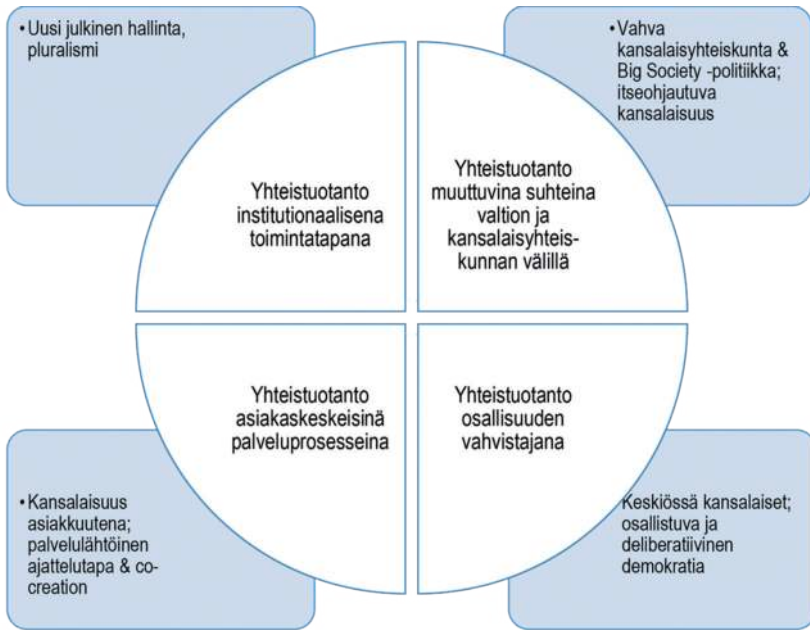 •Uusi julkinen hallinta,
pluralismi
•Vahva
kansalaisyhteiskunta &
Big Society -politiikka;
itseohjautuva
kansalaisuus
Yhteistuotanto
institutionaalisena
toimintatapana
Yhteistuotanto
muuttuvina suhteina
valtion ja
kansalaisyhteis-
kunnan välillä
Yhteistuotanto
asiakaskeskeisinä
palveluprosesseina
Yhteistuotanto
osallisuuden
vahvistajana
•Kansalaisuus
asiakkuutena;
palvelulähtöinen
ajattelutapa & co-
creation
Keskiössä kansalaiset;
osallistuva ja
deliberatiivinen
demokratia